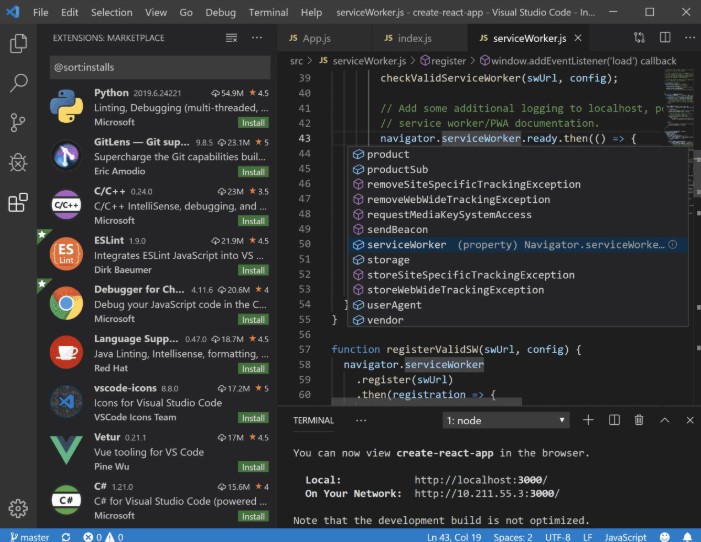 File Edit Selection View Go Debug Terminal Help serviceWorker.js - create-react-app - Visual Studio Code - In...
EXTENSIONS: MARKETPLACE
@sort:installs
Python 2019.6.24221 54.9M ★ 4.5
Linting, Debugging (multi-threaded, ...
Microsoft Install
GitLens — Git sup... 9.8.5 23.1M ★ 5
Supercharge the Git capabilities buil...
Eric Amodio Install
C/C++ 0.24.0 23M ★ 3.5
C/C++ IntelliSense, debugging, and ...
Microsoft Install
ESLint 1.9.0 21.9M ★ 4.5
Integrates ESLint JavaScript into VS ...
Dirk Baeumer Install
Debugger for Ch... 4.11.6 20.6M ★ 4
Debug your JavaScript code in the C...
Microsoft Install
Language Supp... 0.47.0 18.7M ★ 4.5
Java Linting, Intellisense, formatting, ...
Red Hat Install
vscode-icons 8.8.0 17.2M ★ 5
Icons for Visual Studio Code
VSCode Icons Team Install
Vetur 0.21.1 17M ★ 4.5
Vue tooling for VS Code
Pine Wu Install
C# 1.21.0 15.6M ★ 4
C# for Visual Studio Code (powered ...
Microsoft Install
C/C++
ES
Lint
C#
JS App.js JS index.js JS serviceWorker.js
src > JS serviceWorker.js > register > window.addEventListener('load') callback
39 checkValidServiceWorker(swUrl, config);
40
41 // Add some additional logging to localhost, po
42 // service worker/PWA documentation.
43 navigator.serviceWorker.ready.then(() => {
44 product
45 productSub
46 removeSiteSpecificTrackingException
47 removeWebWideTrackingException
48 requestMediaKeySystemAccess
49 sendBeacon
50 serviceWorker (property) Navigator.serviceWorke...
51 storage
52 storeSiteSpecificTrackingException
53 storeWebWideTrackingException
54 } userAgent
55 } vendor
56
57 function registerValidSW(swUrl, config) {
58 navigator.serviceWorker
59 .register(swUrl)
60 .then(registration => {
TERMINAL ... 1: node
You can now view create-react-app in the browser.
Local: http://localhost:3000/
On Your Network: http://10.211.55.3:3000/
Note that the development build is not optimized.
master 0 0 Ln 43, Col 19 Spaces: 2 UTF-8 LF JavaScript